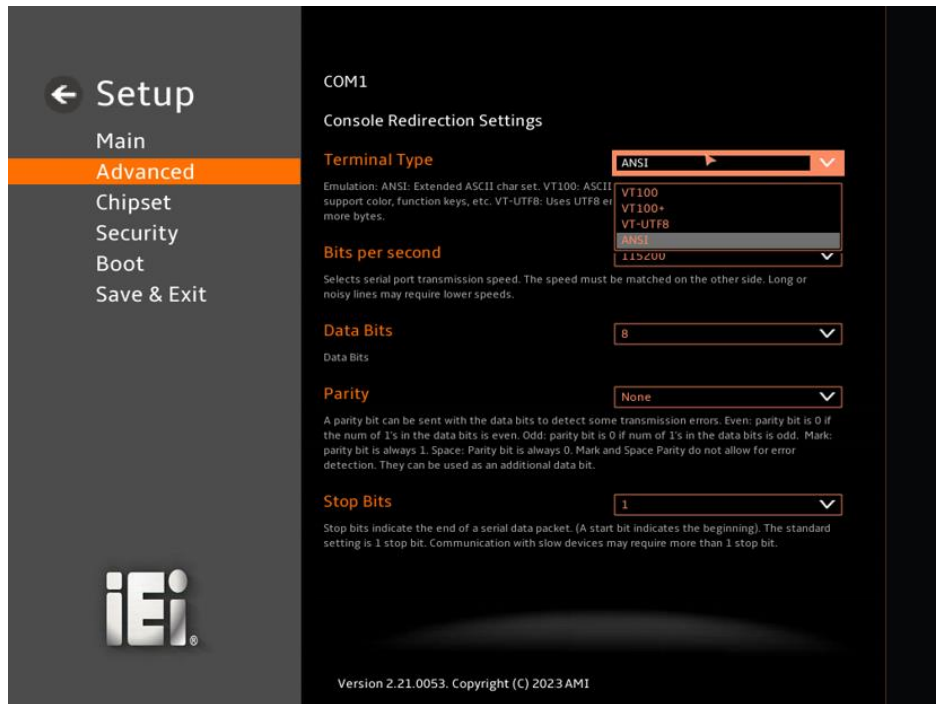 Setup
Main
Advanced
Chipset
Security
Boot
Save & Exit
iEi®
COM1
Console Redirection Settings
Terminal Type
ANSI
Emulation: ANSI: Extended ASCII char set. VT100: ASCII
support color, function keys, etc. VT-UTF8: Uses UTF8
more bytes.
VT100
VT100+
VT-UTF8
ANSI
Bits per second
115200
Selects serial port transmission speed. The speed must be matched on the other side. Long or
noisy lines may require lower speeds.
Data Bits
8
Data Bits
Parity
None
A parity bit can be sent with the data bits to detect some transmission errors. Even: parity bit is 0 if
the num of 1's in the data bits is even. Odd: parity bit is 0 if num of 1's in the data bits is odd. Mark:
parity bit is always 1. Space: Parity bit is always 0. Mark and Space Parity do not allow for error
detection. They can be used as an additional data bit.
Stop Bits
1
Stop bits indicate the end of a serial data packet. (A start bit indicates the beginning). The standard
setting is 1 stop bit. Communication with slow devices may require more than 1 stop bit.
Version 2.21.0053. Copyright (C) 2023 AMI